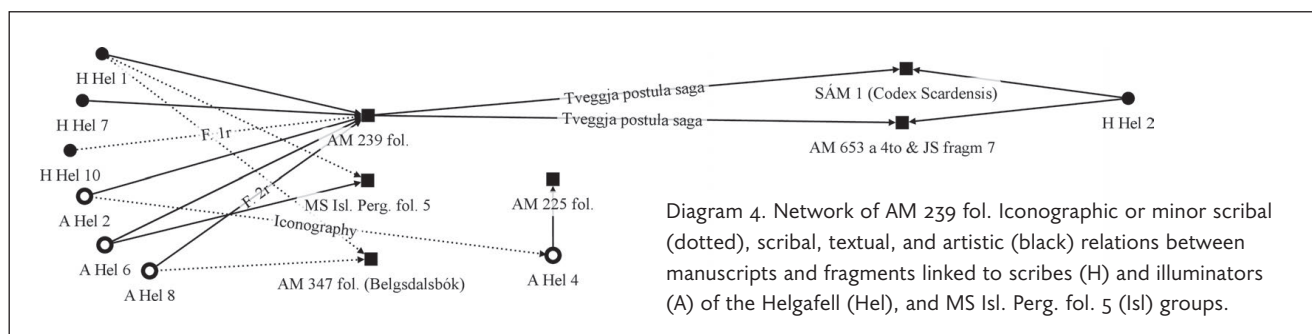 H Hel 1
H Hel 7
F. 1r
H Hel 10
A Hel 2
F. 2r
A Hel 6
A Hel 8
AM 239 fol.
MS Isl. Perg. fol. 5
Iconography
AM 347 fol. (Belgsdalsbók)
Tveggja postula saga
Tveggja postula saga
AM 225 fol.
A Hel 4
SÁM 1 (Codex Scardensis)
AM 653 a 4to & JS fragm 7
H Hel 2
Diagram 4. Network of AM 239 fol. Iconographic or minor scribal
(dotted), scribal, textual, and artistic (black) relations between
manuscripts and fragments linked to scribes (H) and illuminators
(A) of the Helgafell (Hel), and MS Isl. Perg. fol. 5 (Isl) groups.